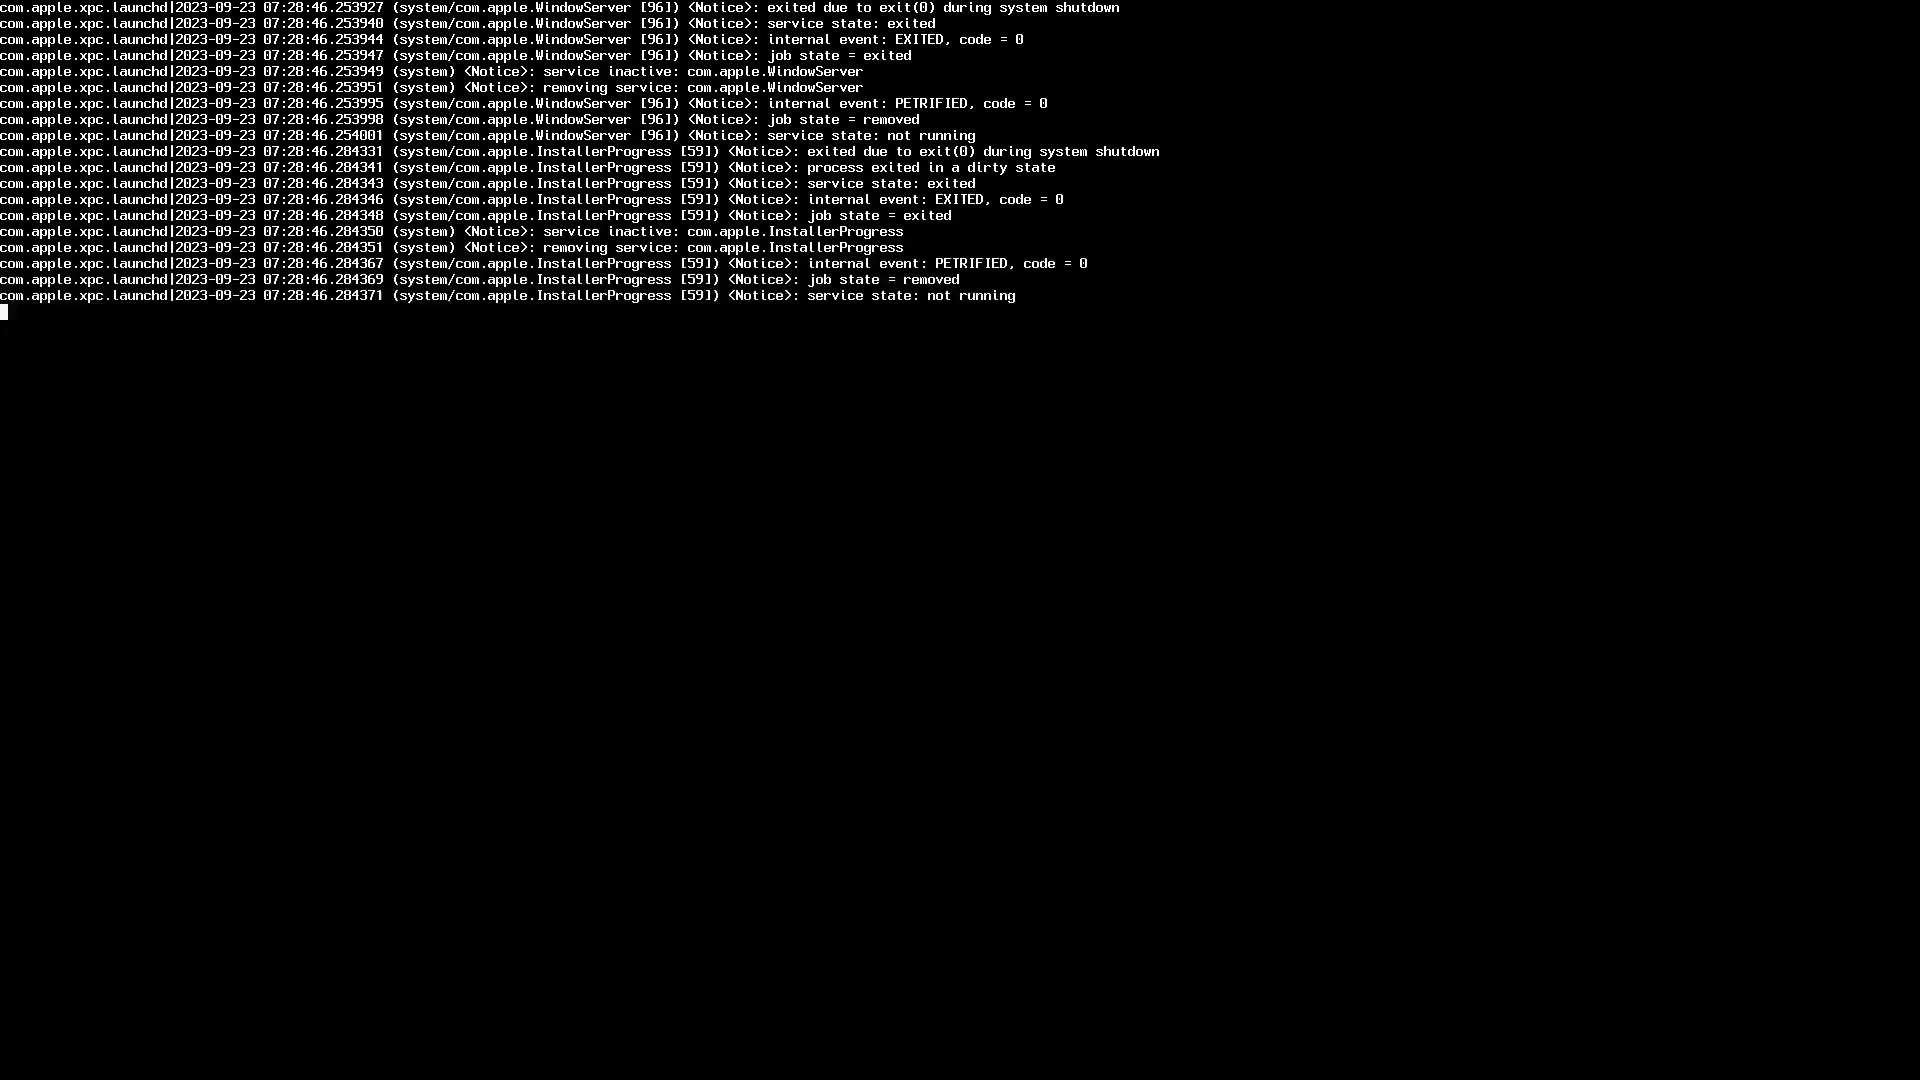 com.apple.xpc.launchd|2023-09-23 07:28:46.253927 (system/com.apple.WindowServer [96]) <Notice>: exited due to exit(0) during system shutdown
com.apple.xpc.launchd|2023-09-23 07:28:46.253940 (system/com.apple.WindowServer [96]) <Notice>: service state: exited
com.apple.xpc.launchd|2023-09-23 07:28:46.253944 (system/com.apple.WindowServer [96]) <Notice>: internal event: EXITED, code = 0
com.apple.xpc.launchd|2023-09-23 07:28:46.253947 (system/com.apple.WindowServer [96]) <Notice>: job state = exited
com.apple.xpc.launchd|2023-09-23 07:28:46.253949 (system) <Notice>: service inactive: com.apple.WindowServer
com.apple.xpc.launchd|2023-09-23 07:28:46.253951 (system) <Notice>: removing service: com.apple.WindowServer
com.apple.xpc.launchd|2023-09-23 07:28:46.253995 (system/com.apple.WindowServer [96]) <Notice>: internal event: PETRIFIED, code = 0
com.apple.xpc.launchd|2023-09-23 07:28:46.253998 (system/com.apple.WindowServer [96]) <Notice>: job state = removed
com.apple.xpc.launchd|2023-09-23 07:28:46.254001 (system/com.apple.WindowServer [96]) <Notice>: service state: not running
com.apple.xpc.launchd|2023-09-23 07:28:46.284331 (system/com.apple.InstallerProgress [59]) <Notice>: exited due to exit(0) during system shutdown
com.apple.xpc.launchd|2023-09-23 07:28:46.284341 (system/com.apple.InstallerProgress [59]) <Notice>: process exited in a dirty state
com.apple.xpc.launchd|2023-09-23 07:28:46.284343 (system/com.apple.InstallerProgress [59]) <Notice>: service state: exited
com.apple.xpc.launchd|2023-09-23 07:28:46.284346 (system/com.apple.InstallerProgress [59]) <Notice>: internal event: EXITED, code = 0
com.apple.xpc.launchd|2023-09-23 07:28:46.284348 (system/com.apple.InstallerProgress [59]) <Notice>: job state = exited
com.apple.xpc.launchd|2023-09-23 07:28:46.284350 (system) <Notice>: service inactive: com.apple.InstallerProgress
com.apple.xpc.launchd|2023-09-23 07:28:46.284351 (system) <Notice>: removing service: com.apple.InstallerProgress
com.apple.xpc.launchd|2023-09-23 07:28:46.284367 (system/com.apple.InstallerProgress [59]) <Notice>: internal event: PETRIFIED, code = 0
com.apple.xpc.launchd|2023-09-23 07:28:46.284369 (system/com.apple.InstallerProgress [59]) <Notice>: job state = removed
com.apple.xpc.launchd|2023-09-23 07:28:46.284371 (system/com.apple.InstallerProgress [59]) <Notice>: service state: not running